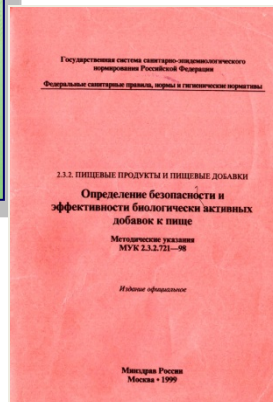 Государственная система санитарно-эпидемиологического
нормирования Российской Федерации
Федеральные санитарные правила, нормы и гигиенические нормативы
2.3.2. ПИЩЕВЫЕ ПРОДУКТЫ И ПИЩЕВЫЕ ДОБАВКИ
Определение безопасности и
эффективности биологически активных
добавок к пище
Методические указания
МУК 2.3.2.721—98
Издание официальное
Минздрав России
Москва • 1999